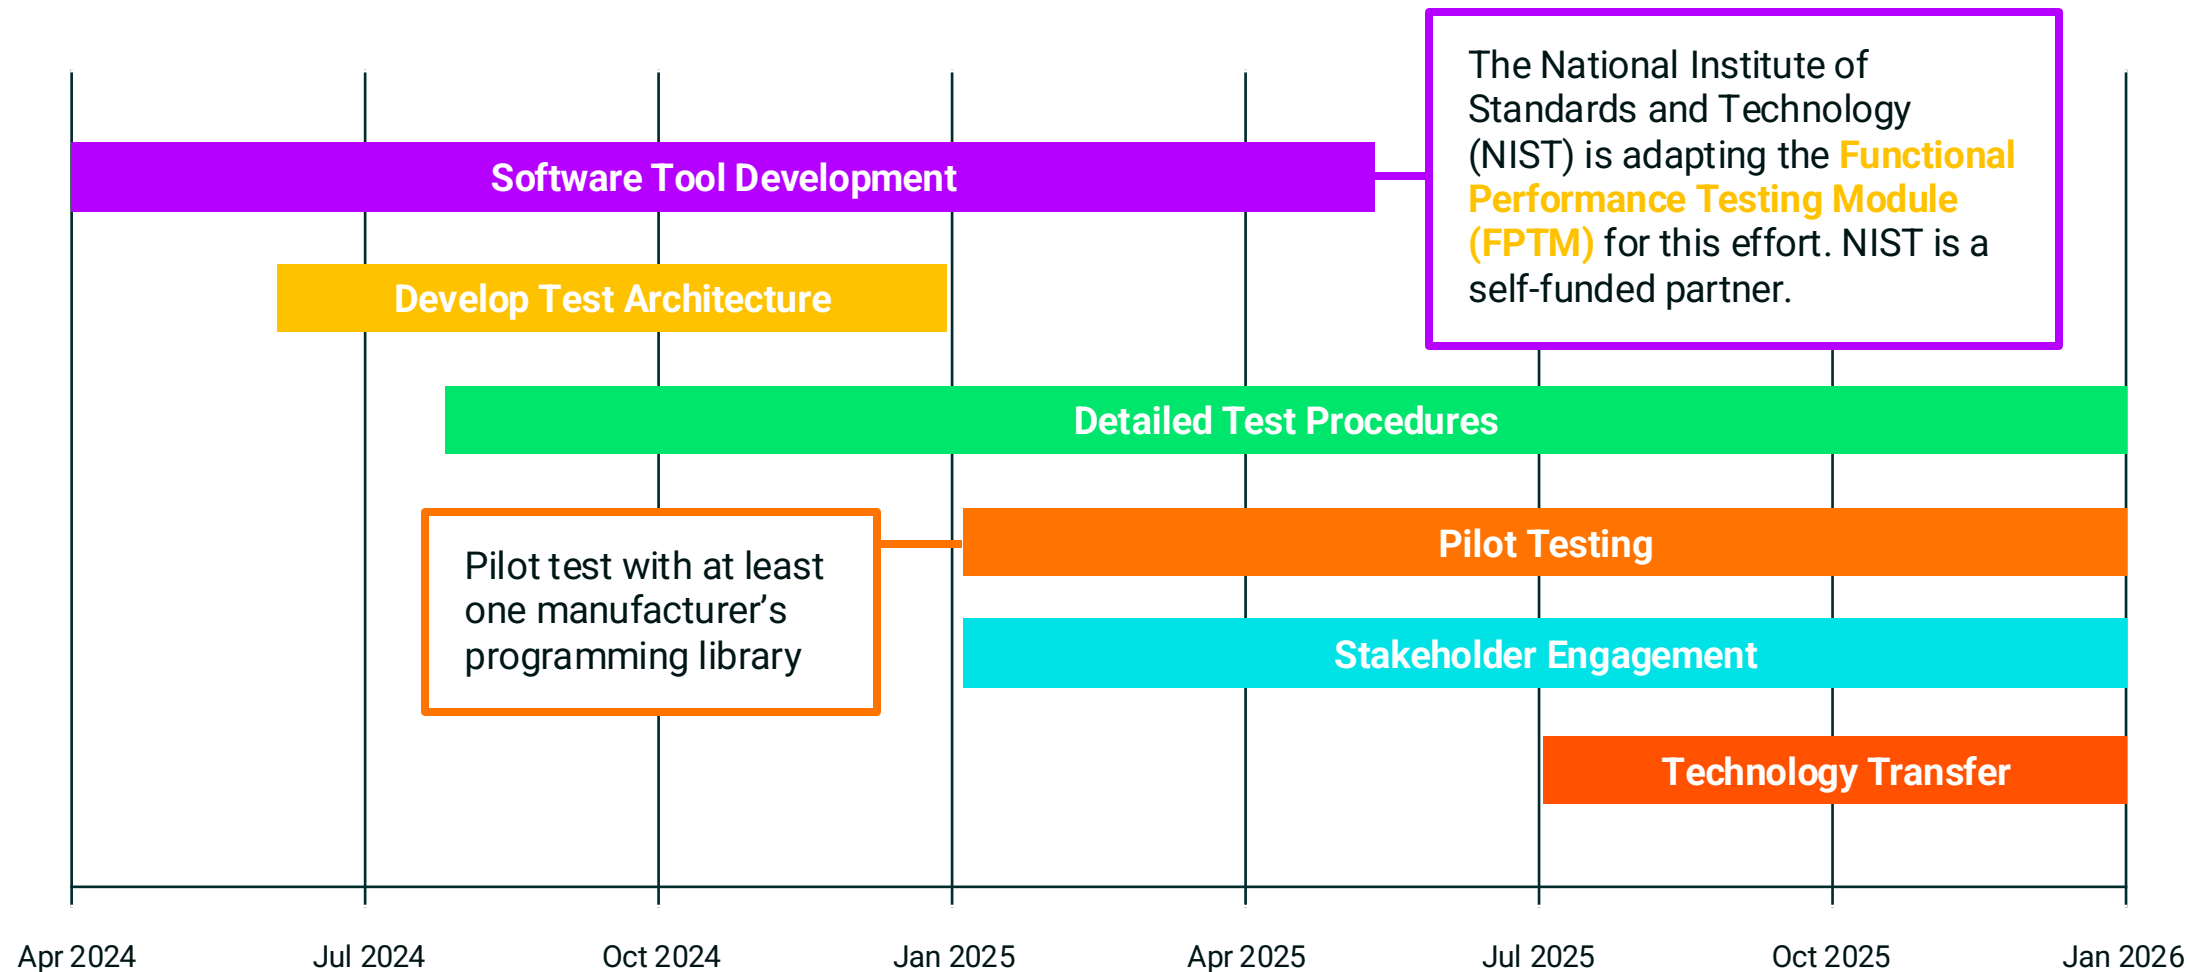 The National Institute of
Standards and Technology
(NIST) is adapting the Functional
Performance Testing Module
(FPTM) for this effort. NIST is a
self-funded partner.
Software Tool Development
Develop Test Architecture
Detailed Test Procedures
Pilot test with at least
one manufacturer’s
programming library
Pilot Testing
Stakeholder Engagement
Technology Transfer
Apr 2024
Jul 2024
Oct 2024
Jan 2025
Apr 2025
Jul 2025
Oct 2025
Jan 2026